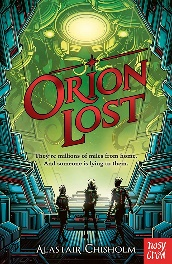 ORION
LOST
They're millions of miles from home.
And someone is lying to them.
ALASTAIR CHISHOLM
nosy
crow